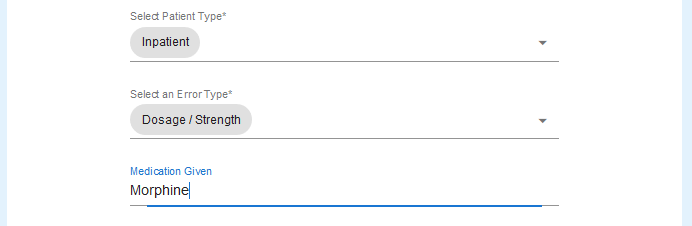 Select Patient Type*
Inpatient
Select an Error Type*
Dosage / Strength
Medication Given
Morphine